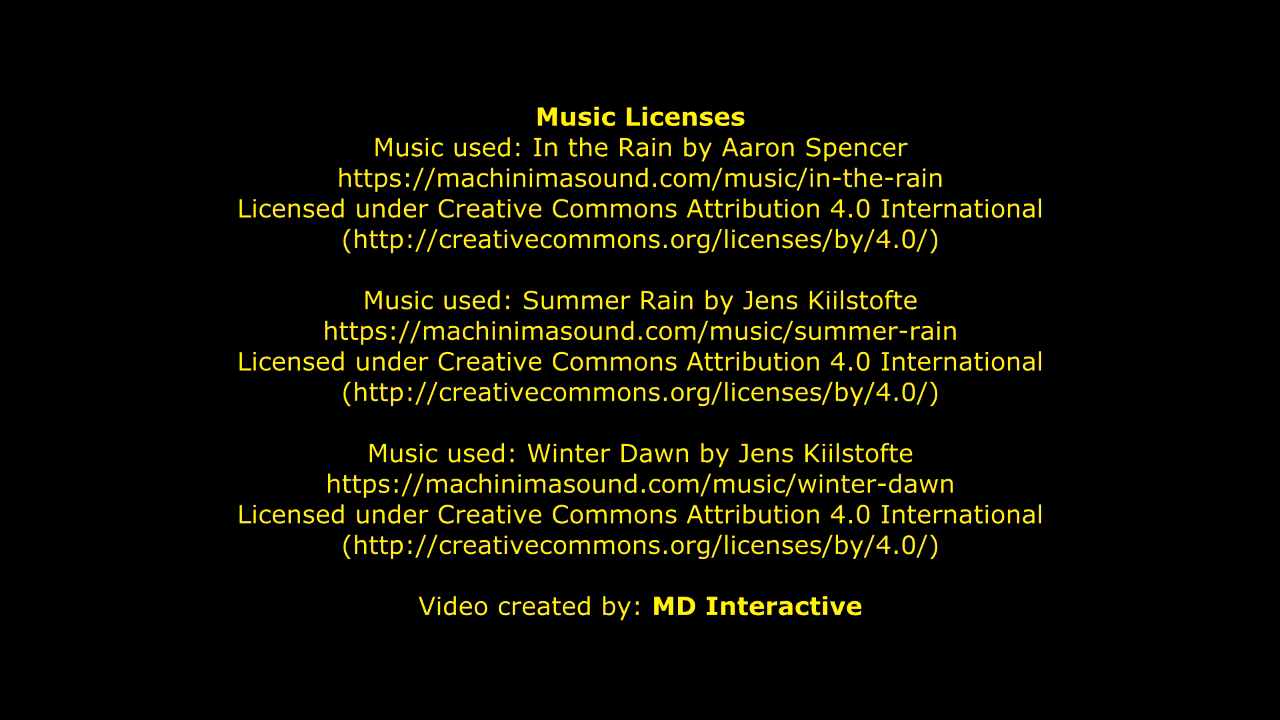 Music Licenses
Music used: In the Rain by Aaron Spencer
https://machinimasound.com/music/in-the-rain
Licensed under Creative Commons Attribution 4.0 International
(http://creativecommons.org/licenses/by/4.0/)
Music used: Summer Rain by Jens Kiilstofte
https://machinimasound.com/music/summer-rain
Licensed under Creative Commons Attribution 4.0 International
(http://creativecommons.org/licenses/by/4.0/)
Music used: Winter Dawn by Jens Kiilstofte
https://machinimasound.com/music/winter-dawn
Licensed under Creative Commons Attribution 4.0 International
(http://creativecommons.org/licenses/by/4.0/)
Video created by: MD Interactive